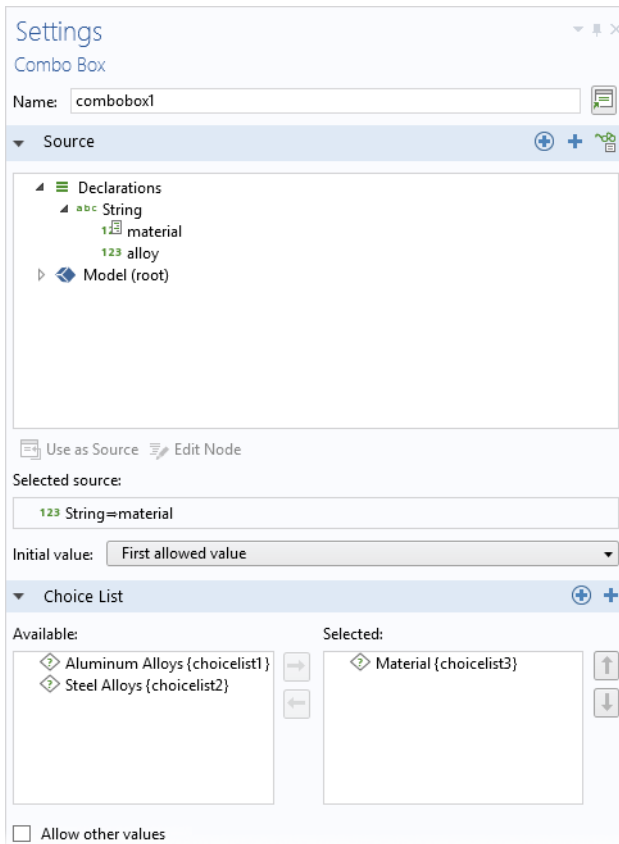 Settings
Combo Box
Name: combobox1
Source
Declarations
abc String
material
123 alloy
Model (root)
Use as Source Edit Node
Selected source:
123 String⇒material
Initial value: First allowed value
Choice List
Available: Selected:
Aluminum Alloys {choicelist1} Material {choicelist3}
Steel Alloys {choicelist2}
Allow other values